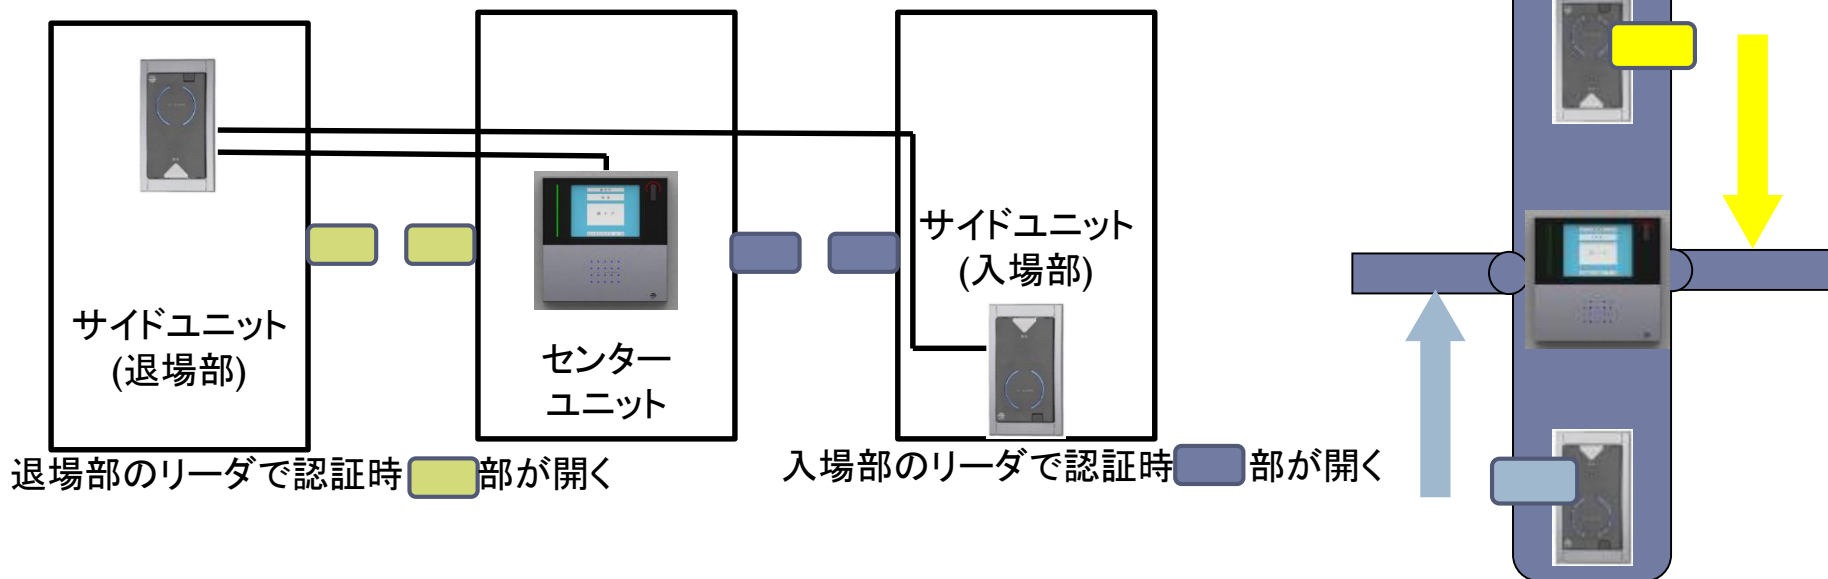 サイドユニット
(退場部)
センター
ユニット
サイドユニット
(入場部)
退場部のリーダで認証時 部が開く
入場部のリーダで認証時 部が開く